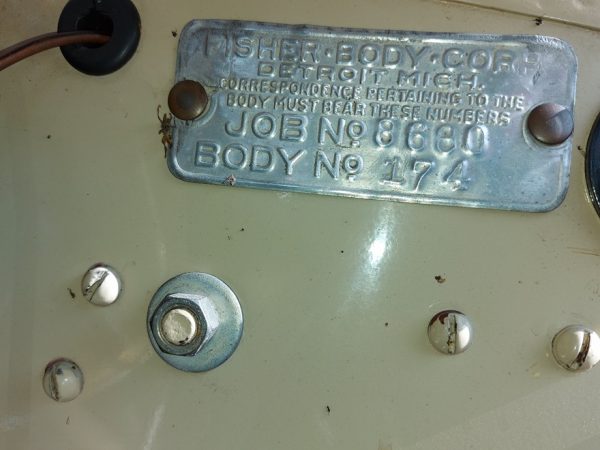 FISHER·BODY·CORP
DETROIT MICH.
CORRESPONDENCE PERTAINING TO THE
BODY MUST BEAR THESE NUMBERS
JOB No 8680
BODY No 174